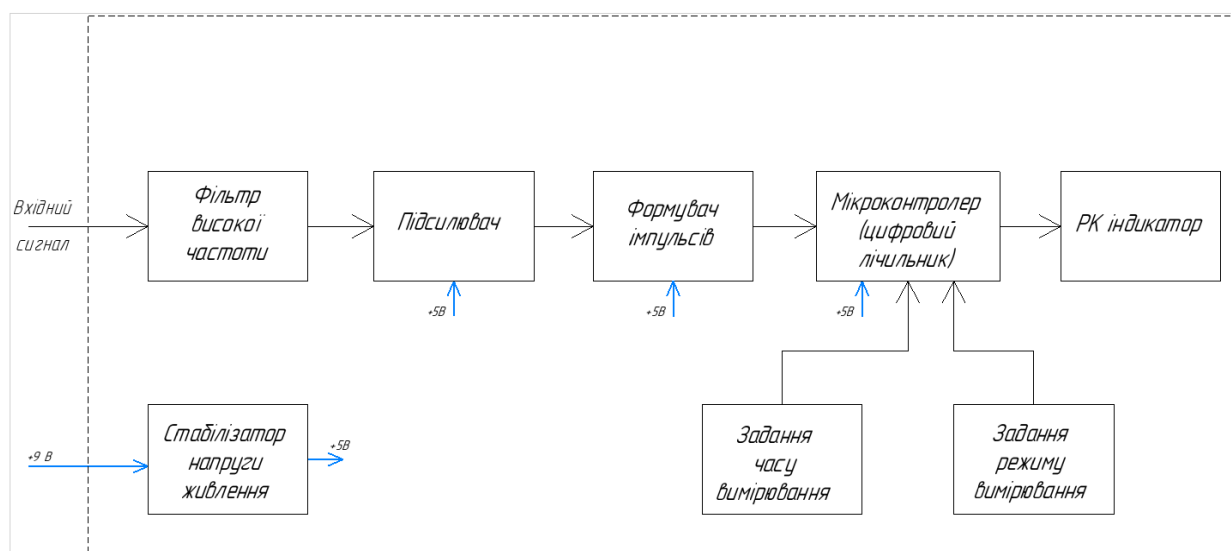 Вхідний
сигнал
Фільтр
високої
частоти
Підсилювач
Формувач
імпульсів
Мікроконтролер
(цифровий
лічильник)
РК індикатор
+5В
+5В
+5В
+9 В
Стабілізатор
напруги
живлення
+5В
Задання
часу
вимірювання
Задання
режиму
вимірювання